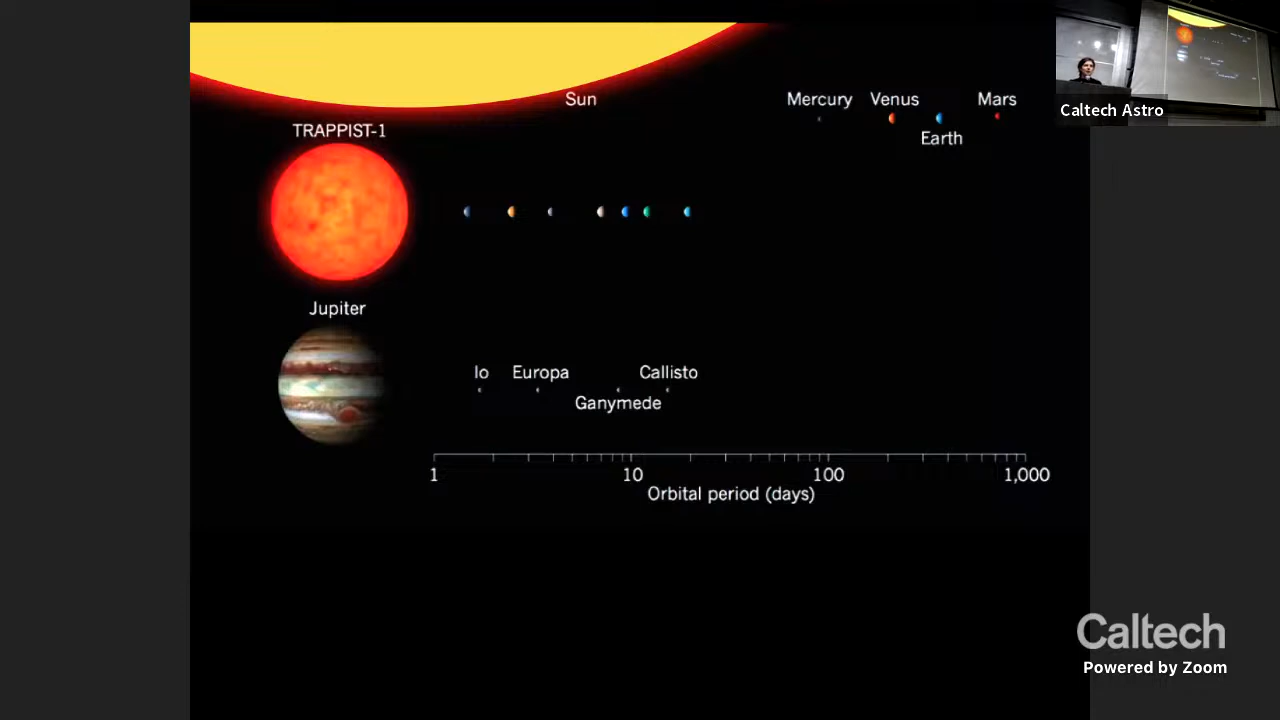 Sun
Mercury
Venus
Earth
Mars
TRAPPIST-1
Jupiter
Io
Europa
Ganymede
Callisto
1
10
100
1,000
Orbital period (days)
Caltech Astro
Caltech
Powered by Zoom